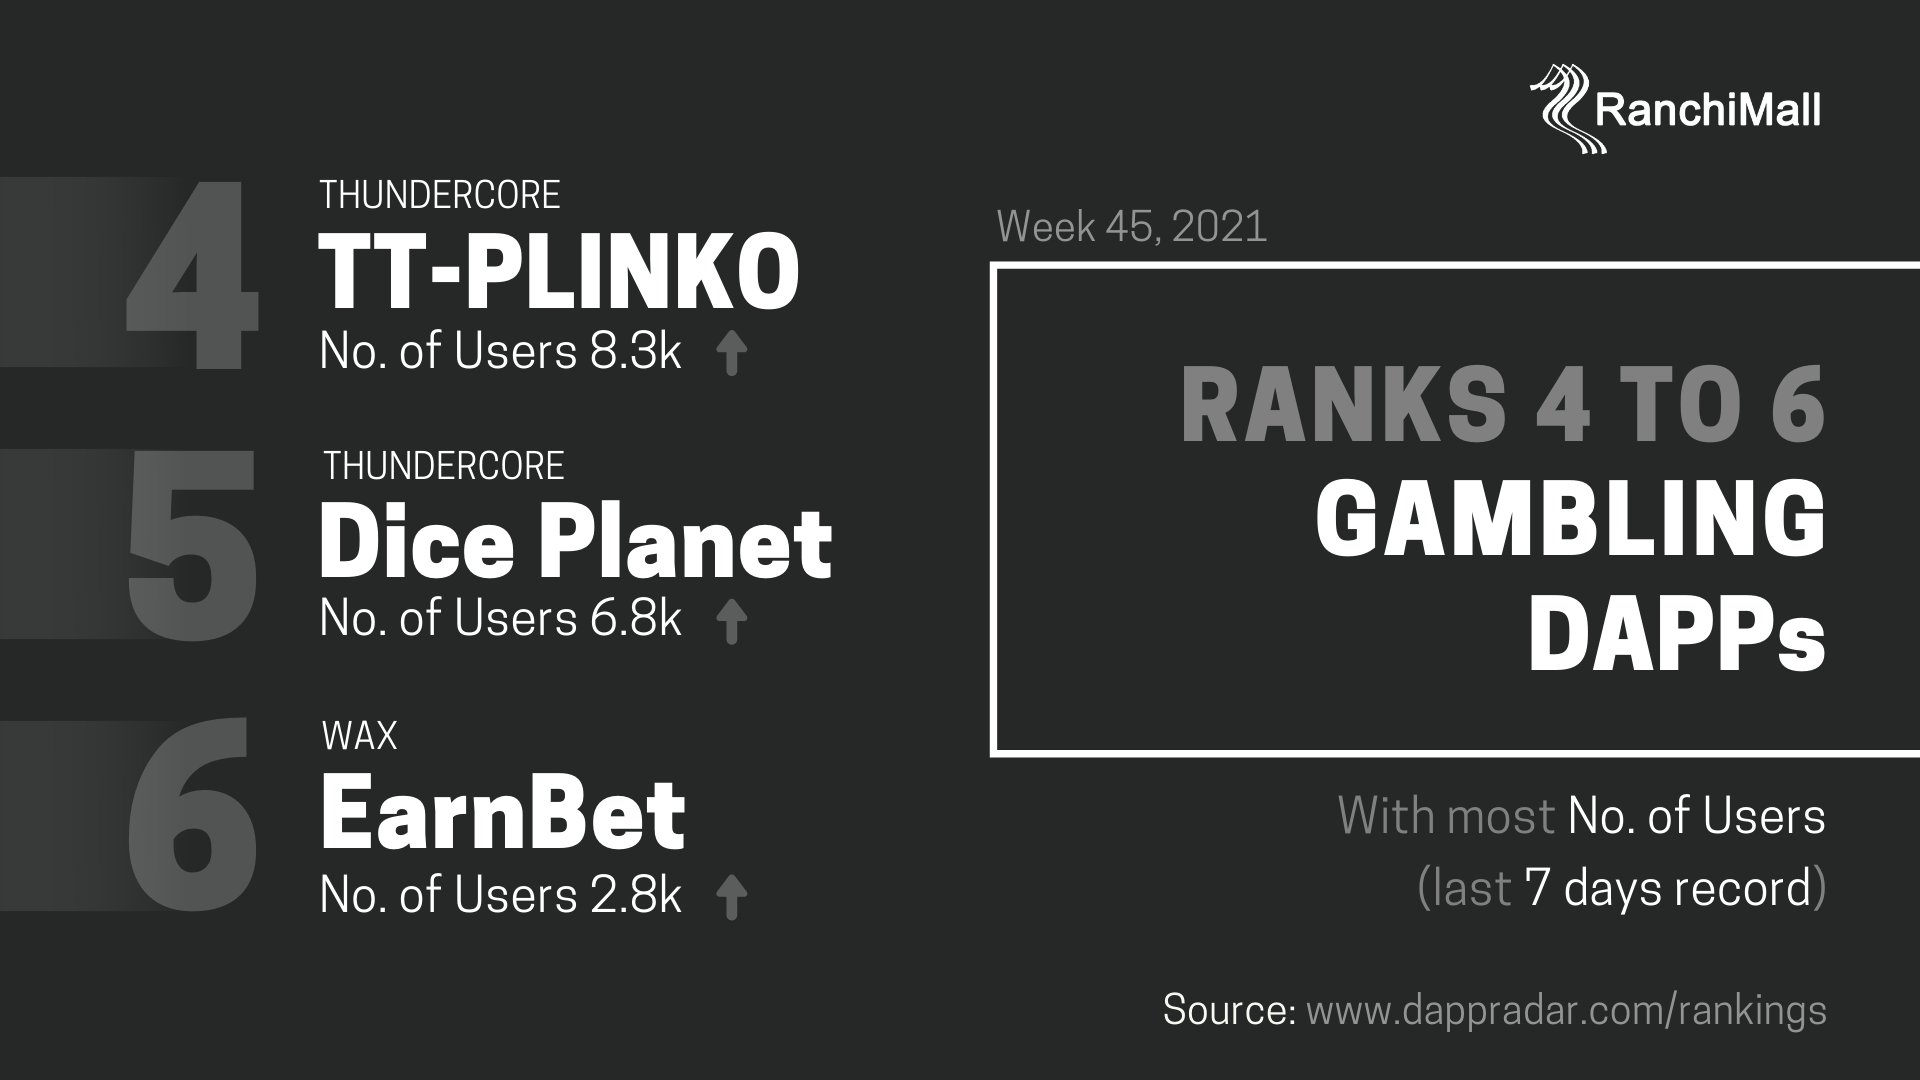 RanchiMall
4
THUNDERCORE
TT-PLINKO
No. of Users 8.3k
5
THUNDERCORE
Dice Planet
No. of Users 6.8k
6
WAX
EarnBet
No. of Users 2.8k
Week 45, 2021
RANKS 4 TO 6
GAMBLING
DAPPs
With most No. of Users
(last 7 days record)
Source: www.dappradar.com/rankings